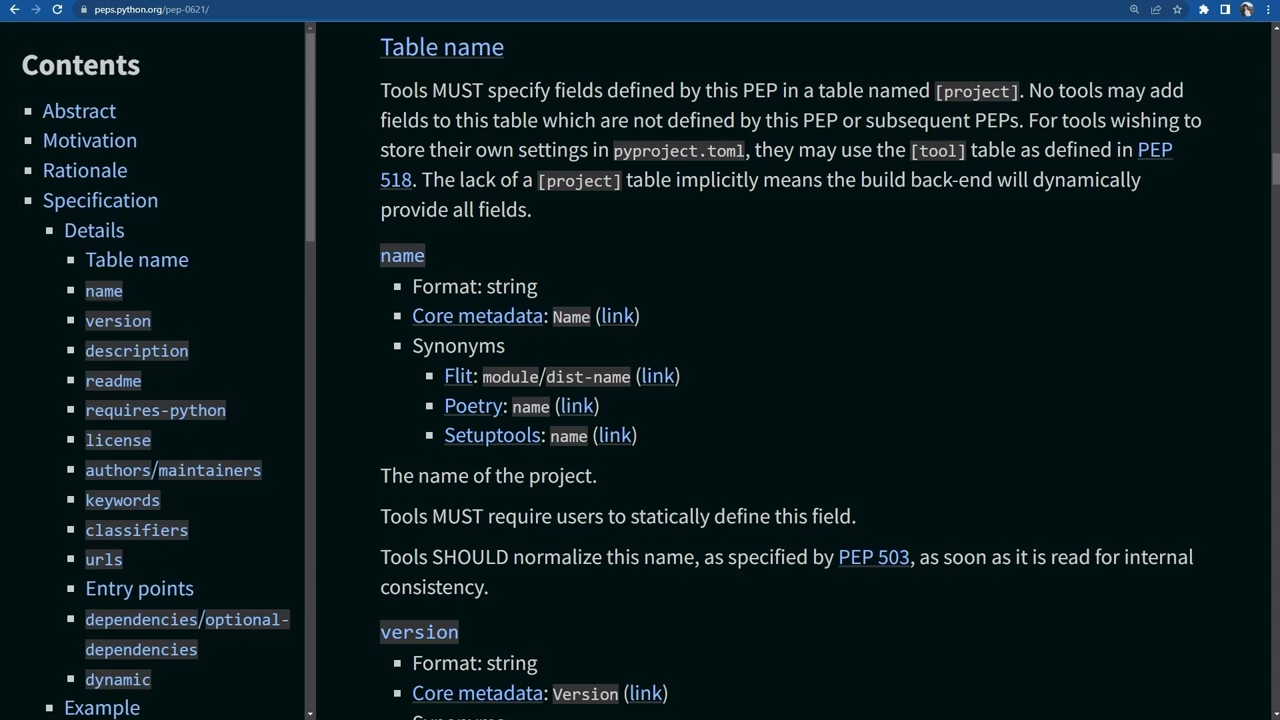 peps.python.org/pep-0621/
Contents
Abstract
Motivation
Rationale
Specification
Details
Table name
name
version
description
readme
requires-python
license
authors/maintainers
keywords
classifiers
urls
Entry points
dependencies/optional-
dependencies
dynamic
Example
Table name
Tools MUST specify fields defined by this PEP in a table named [project]. No tools may add
fields to this table which are not defined by this PEP or subsequent PEPs. For tools wishing to
store their own settings in pyproject.toml, they may use the [tool] table as defined in PEP
518. The lack of a [project] table implicitly means the build back-end will dynamically
provide all fields.
name
Format: string
Core metadata: Name (link)
Synonyms
Flit: module/dist-name (link)
Poetry: name (link)
Setuptools: name (link)
The name of the project.
Tools MUST require users to statically define this field.
Tools SHOULD normalize this name, as specified by PEP 503, as soon as it is read for internal
consistency.
version
Format: string
Core metadata: Version (link)